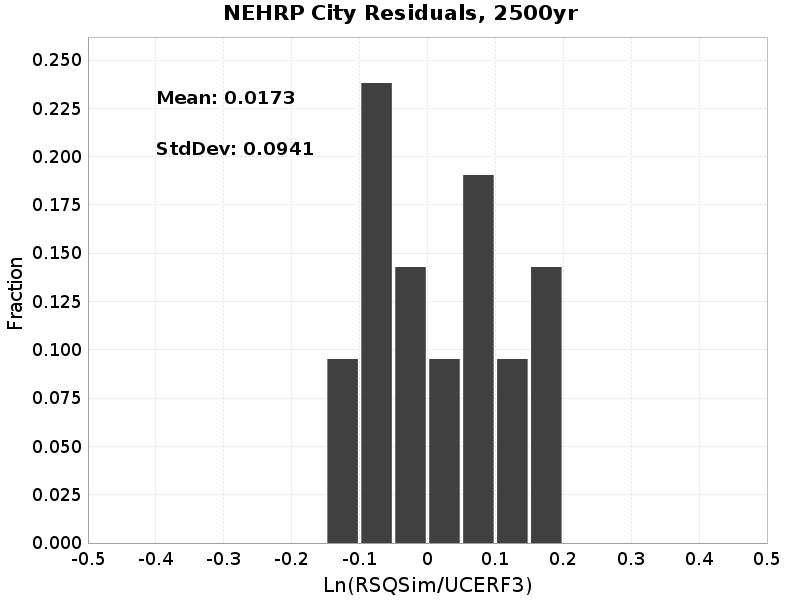 NEHRP City Residuals, 2500yr
0.250
0.225
0.200
0.175
0.150
0.125
0.100
0.075
0.050
0.025
0.000
Fraction
Mean: 0.0173
StdDev: 0.0941
-0.5 -0.4 -0.3 -0.2 -0.1 0 0.1 0.2 0.3 0.4 0.5
Ln(RSQSim/UCERF3)